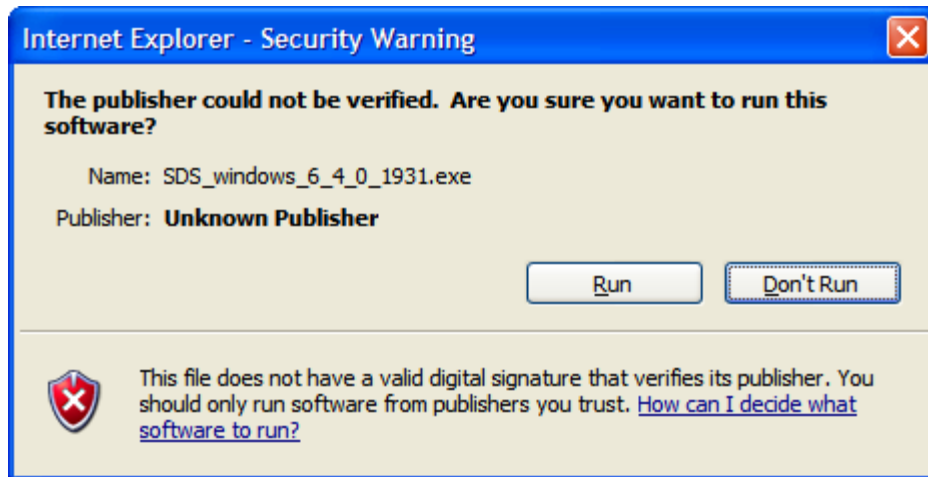 Internet Explorer - Security Warning
The publisher could not be verified.  Are you sure you want to run this
software?
Name: SDS_windows_6_4_0_1931.exe
Publisher: Unknown Publisher
Run Don't Run
This file does not have a valid digital signature that verifies its publisher. You
should only run software from publishers you trust. How can I decide what
software to run?